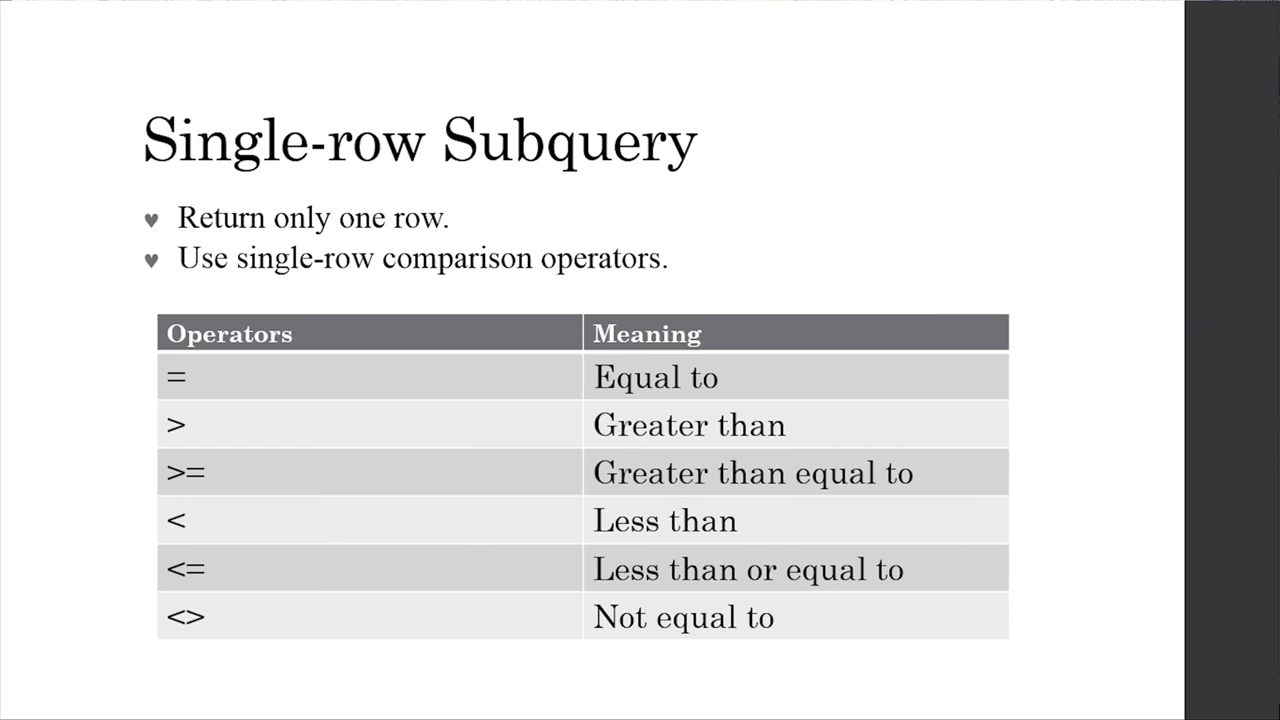 Single-row Subquery
♥ Return only one row.
♥ Use single-row comparison operators.
Operators Meaning
= Equal to
> Greater than
>= Greater than equal to
< Less than
<= Less than or equal to
<> Not equal to